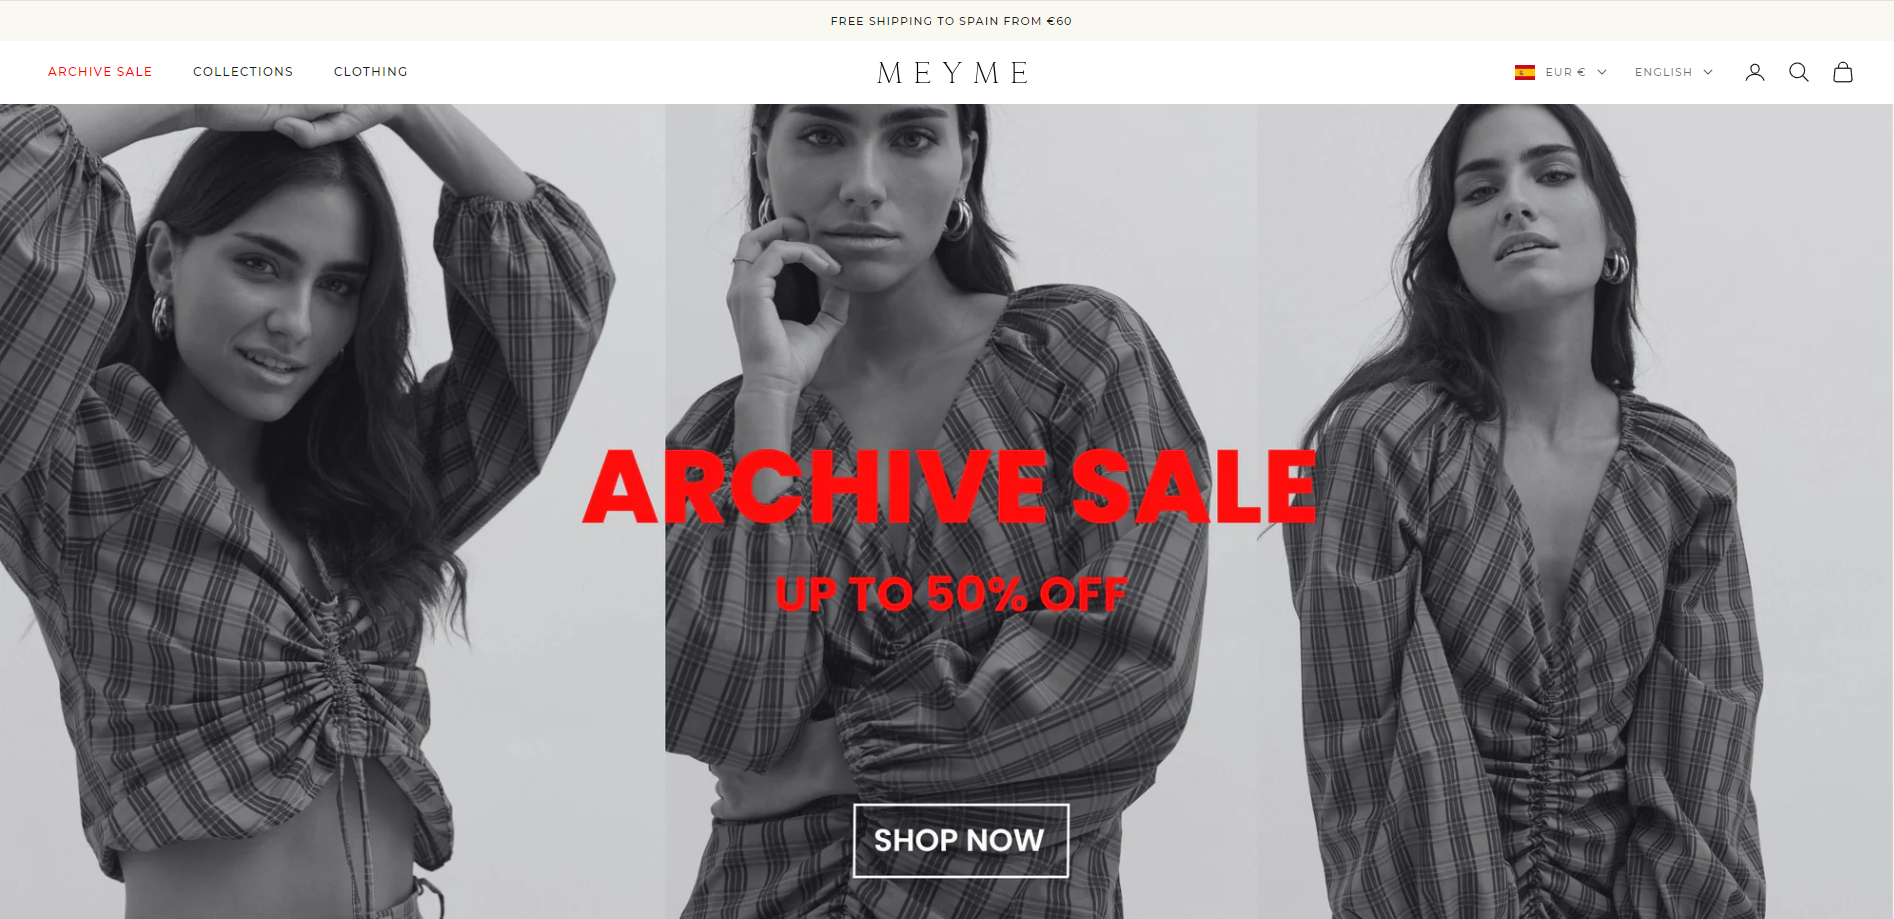 FREE SHIPPING TO SPAIN FROM €60
ARCHIVE SALE COLLECTIONS CLOTHING MEYME EUR € ENGLISH
ARCHIVE SALE
UP TO 50% OFF
SHOP NOW